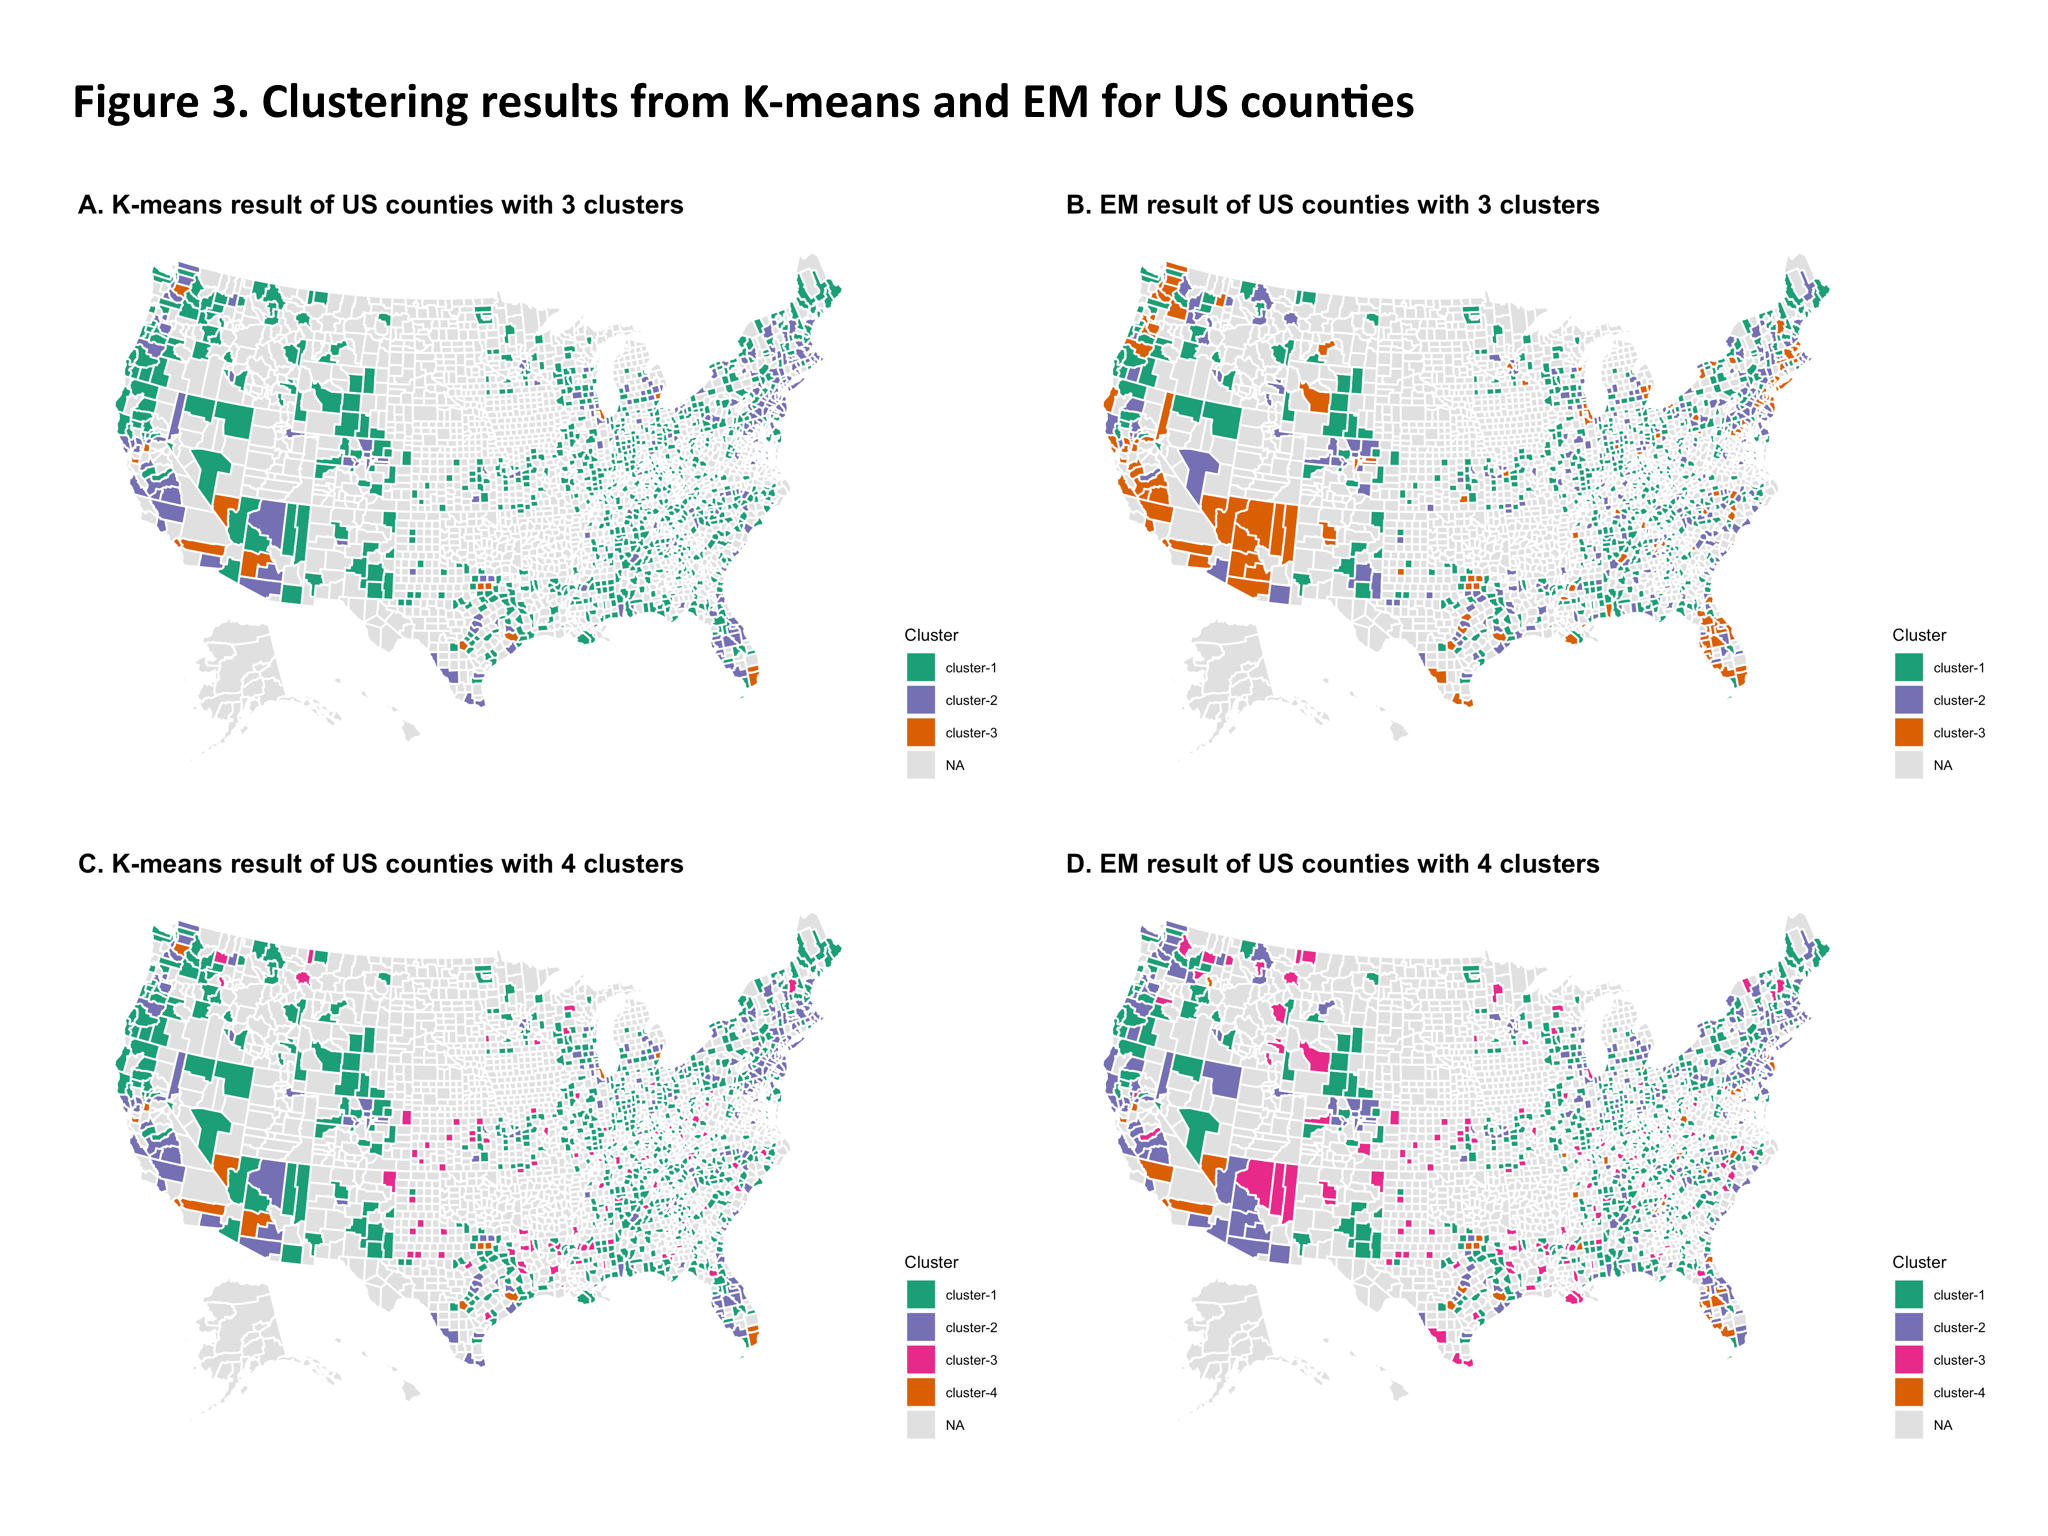 Figure 3. Clustering results from K-means and EM for US counties
A. K-means result of US counties with 3 clusters
Cluster
cluster-1
cluster-2
cluster-3
NA
B. EM result of US counties with 3 clusters
Cluster
cluster-1
cluster-2
cluster-3
NA
C. K-means result of US counties with 4 clusters
Cluster
cluster-1
cluster-2
cluster-3
cluster-4
NA
D. EM result of US counties with 4 clusters
Cluster
cluster-1
cluster-2
cluster-3
cluster-4
NA